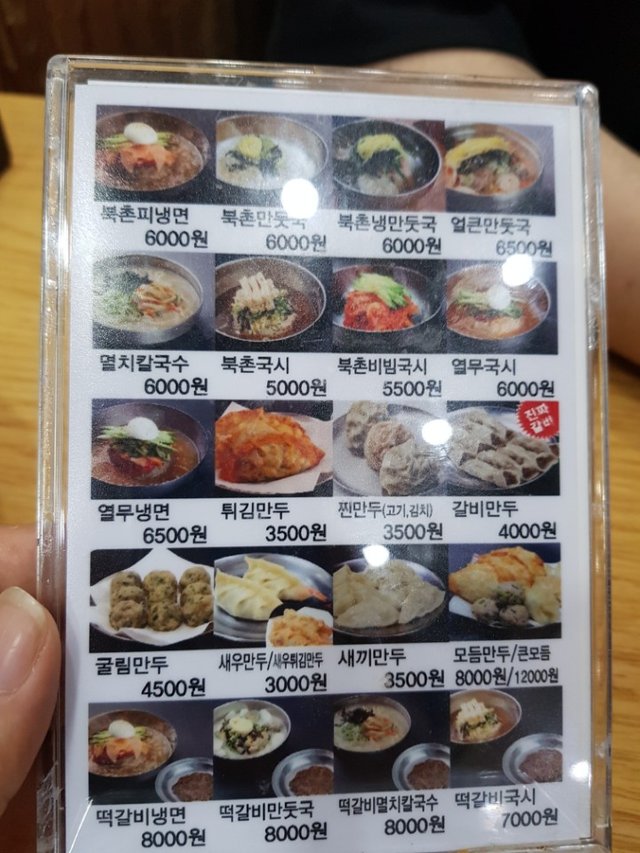 북촌피냉면 북촌만둣국 북촌냉만둣국 얼큰만둣국
6000원 6000원 6000원 6500원
멸치칼국수 북촌국시 북촌비빔국시 열무국시
6000원 5000원 5500원 6000원
진짜
갈비!
열무냉면 튀김만두 찐만두(고기,김치) 갈비만두
6500원 3500원 3500원 4000원
굴림만두 새우만두/새우튀김만두 새끼만두 모듬만두/큰모듬
4500원 3000원 3500원 8000원/12000원
떡갈비냉면 떡갈비만둣국 떡갈비멸치칼국수 떡갈비국시
8000원 8000원 8000원 7000원